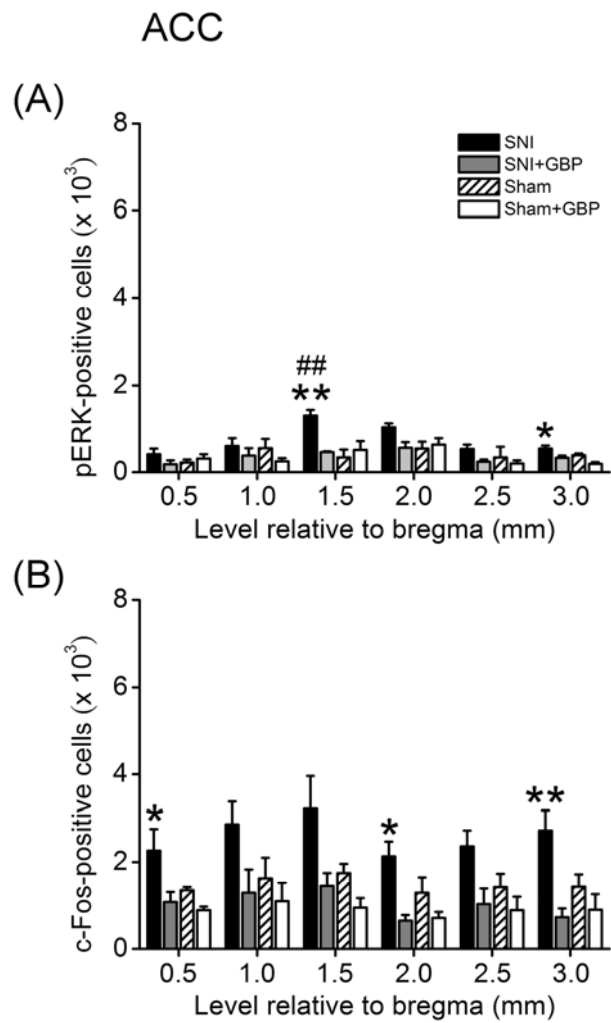 ACC
(A)
pERK-positive cells (x 10³)
8
6
4
2
0
SNI
SNI+GBP
Sham
Sham+GBP
##
**
*
0.5 1.0 1.5 2.0 2.5 3.0
Level relative to bregma (mm)
(B)
c-Fos-positive cells (x 10³)
8
6
4
2
0
* * **
0.5 1.0 1.5 2.0 2.5 3.0
Level relative to bregma (mm)